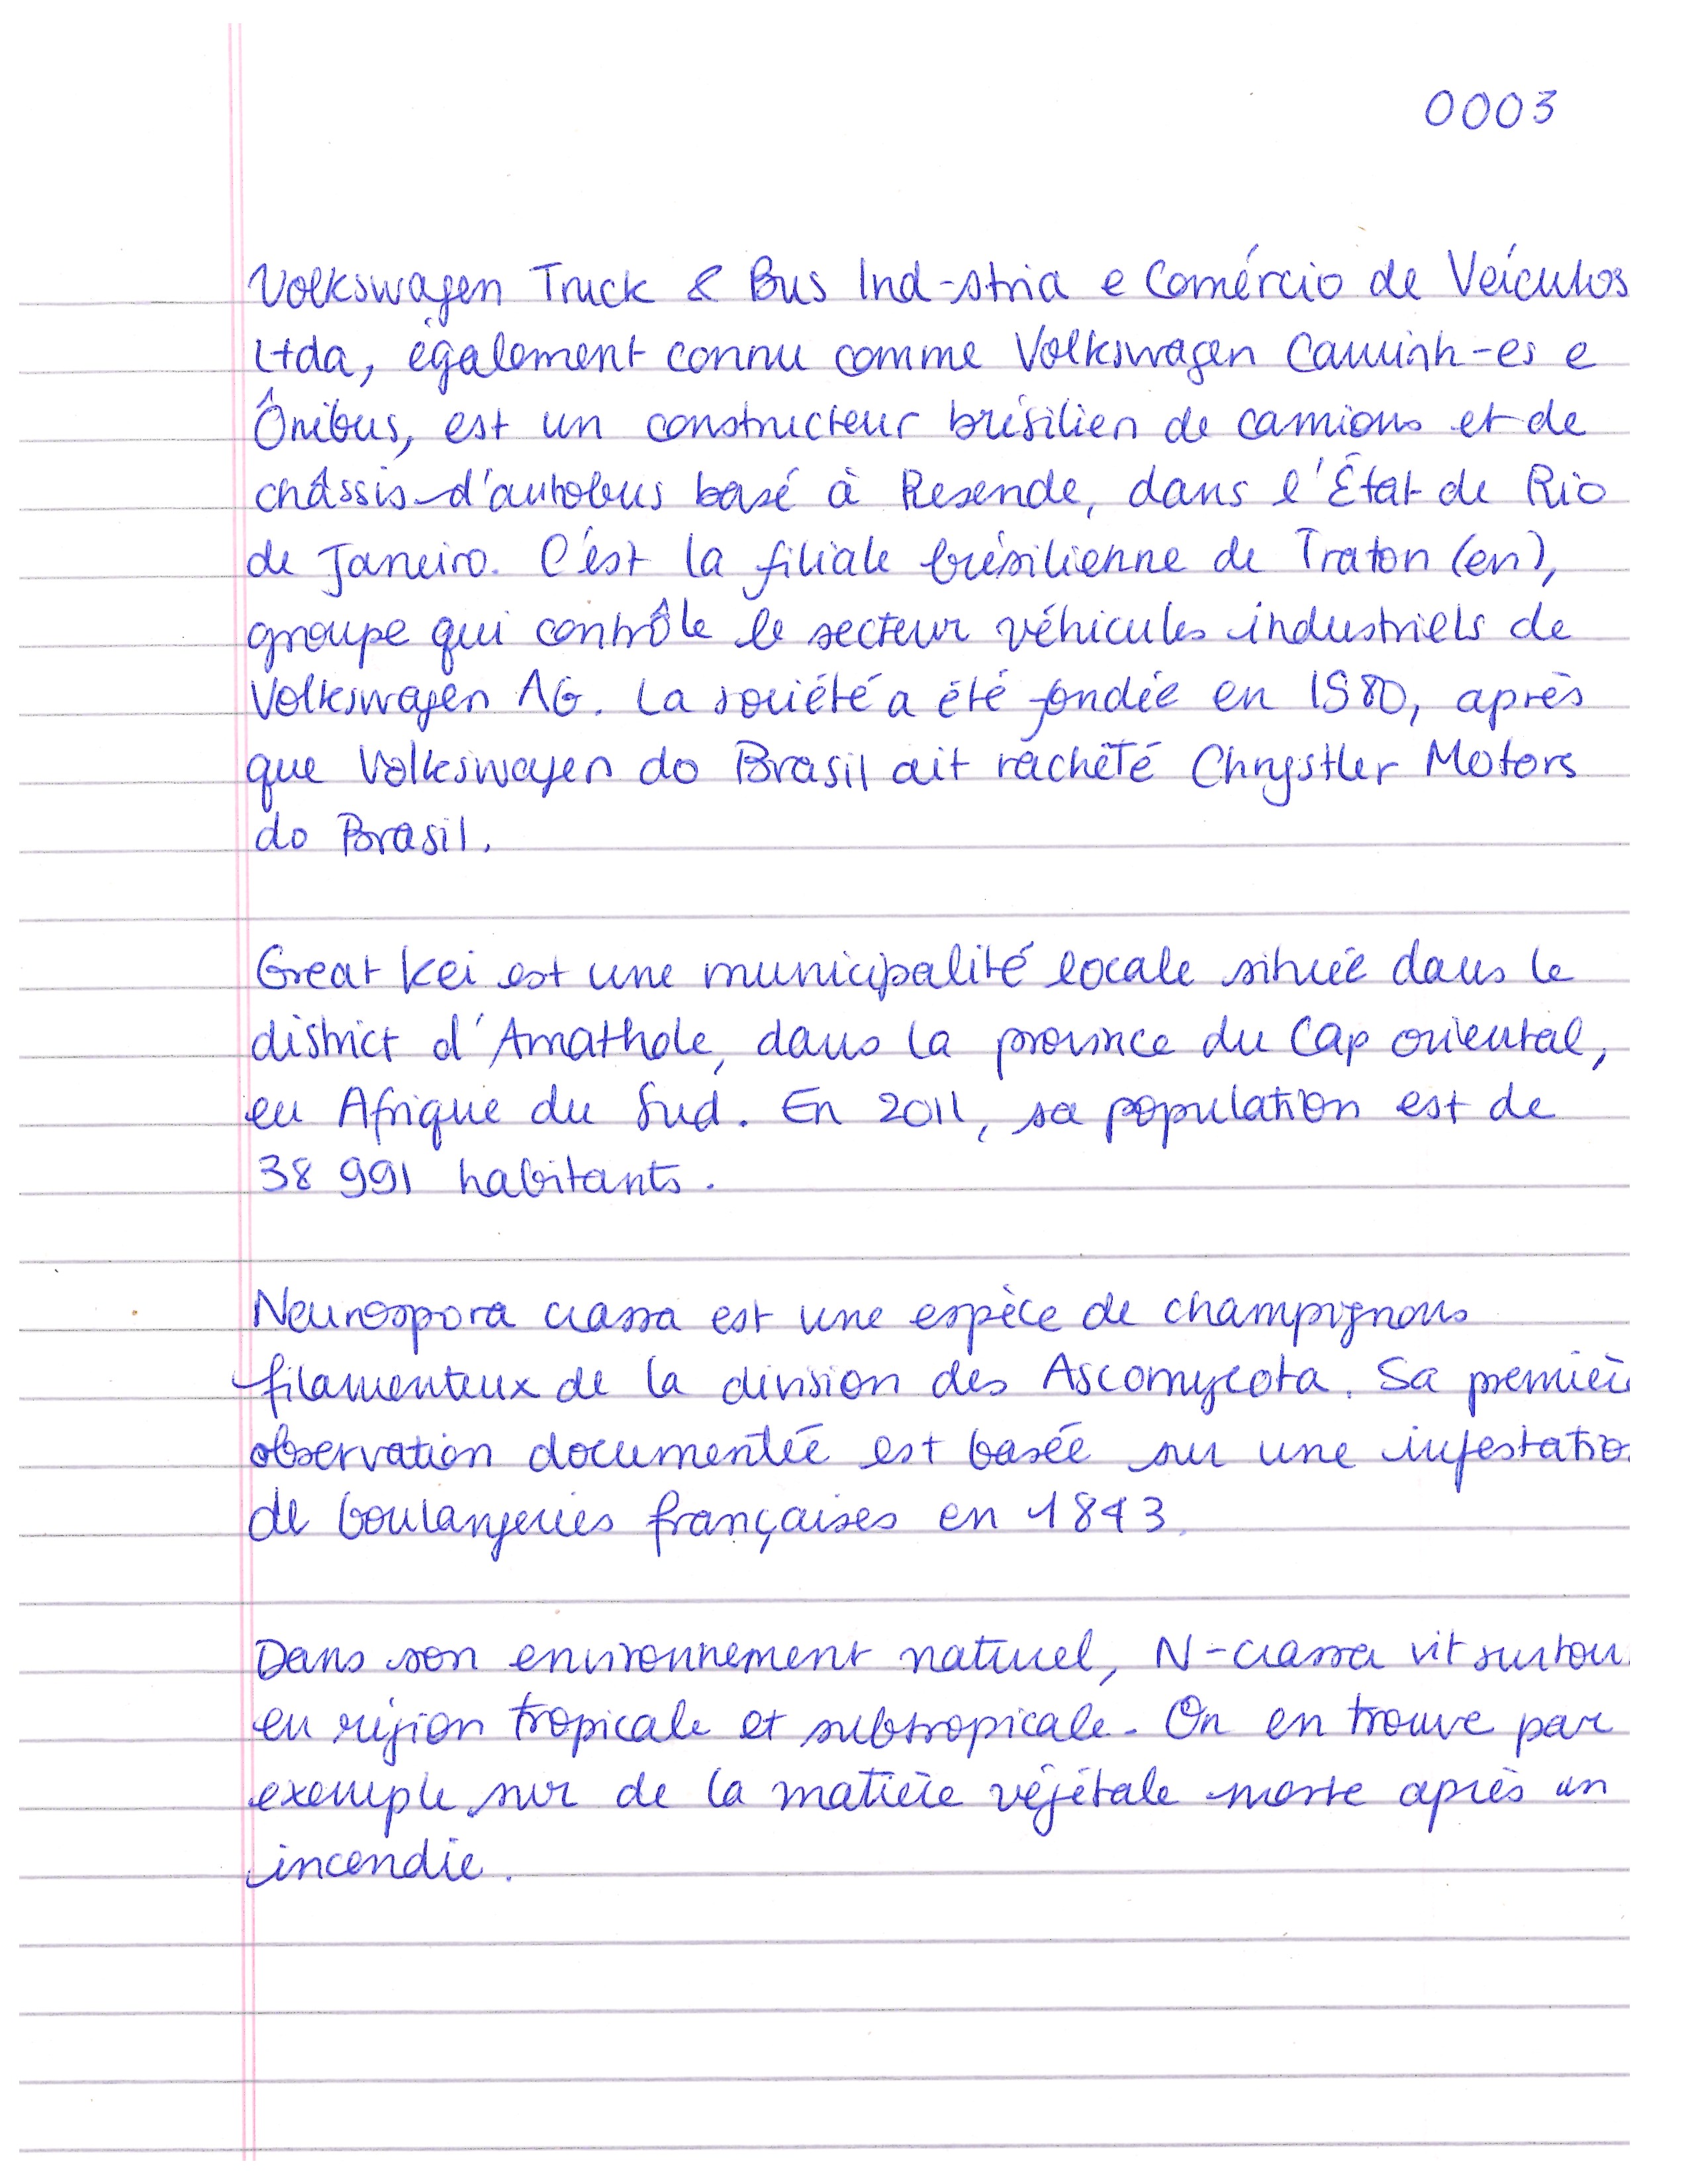 0003
Volkswagen Truck & Bus Ind-stria e Comércio de Veículos
Ltda, également connu comme Volkswagen Caminh-es e
Ônibus, est un constructeur brésilien de camions et de
châssis d'autobus basé à Resende, dans l'État de Rio
de Janeiro. C'est la filiale brésilienne de Traton (en),
groupe qui contrôle le secteur véhicules industriels de
Volkswagen AG. La société a été fondée en 1980, après
que Volkswagen do Brasil ait racheté Chrystler Motors
do Brasil.
Great Kei est une municipalité locale située dans le
district d'Amathole, dans la province du Cap oriental,
en Afrique du Sud. En 2011, sa population est de
38 991 habitants.
Neurospora crassa est une espèce de champignons
filamenteux de la division des Ascomycota. Sa premièr
observation documentée est basée sur une infestatio
de boulangeries françaises en 1843.
Dans son environnement naturel, N-crassa vit surtou
en région tropicale et subtropicale. On en trouve par
exemple sur de la matière végétale morte après un
incendie.